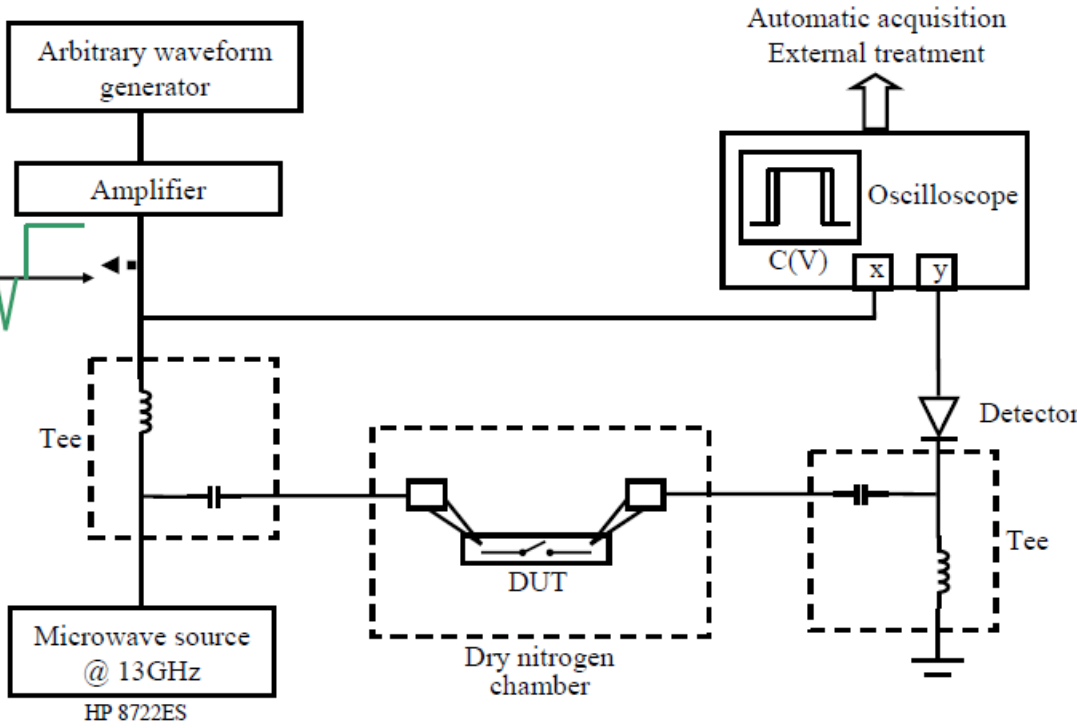 Arbitrary waveform
generator
Amplifier
Automatic acquisition
External treatment
Oscilloscope
C(V)
x
y
Tee
Detector
Tee
DUT
Dry nitrogen
chamber
Microwave source
@ 13GHz
HP 8722ES